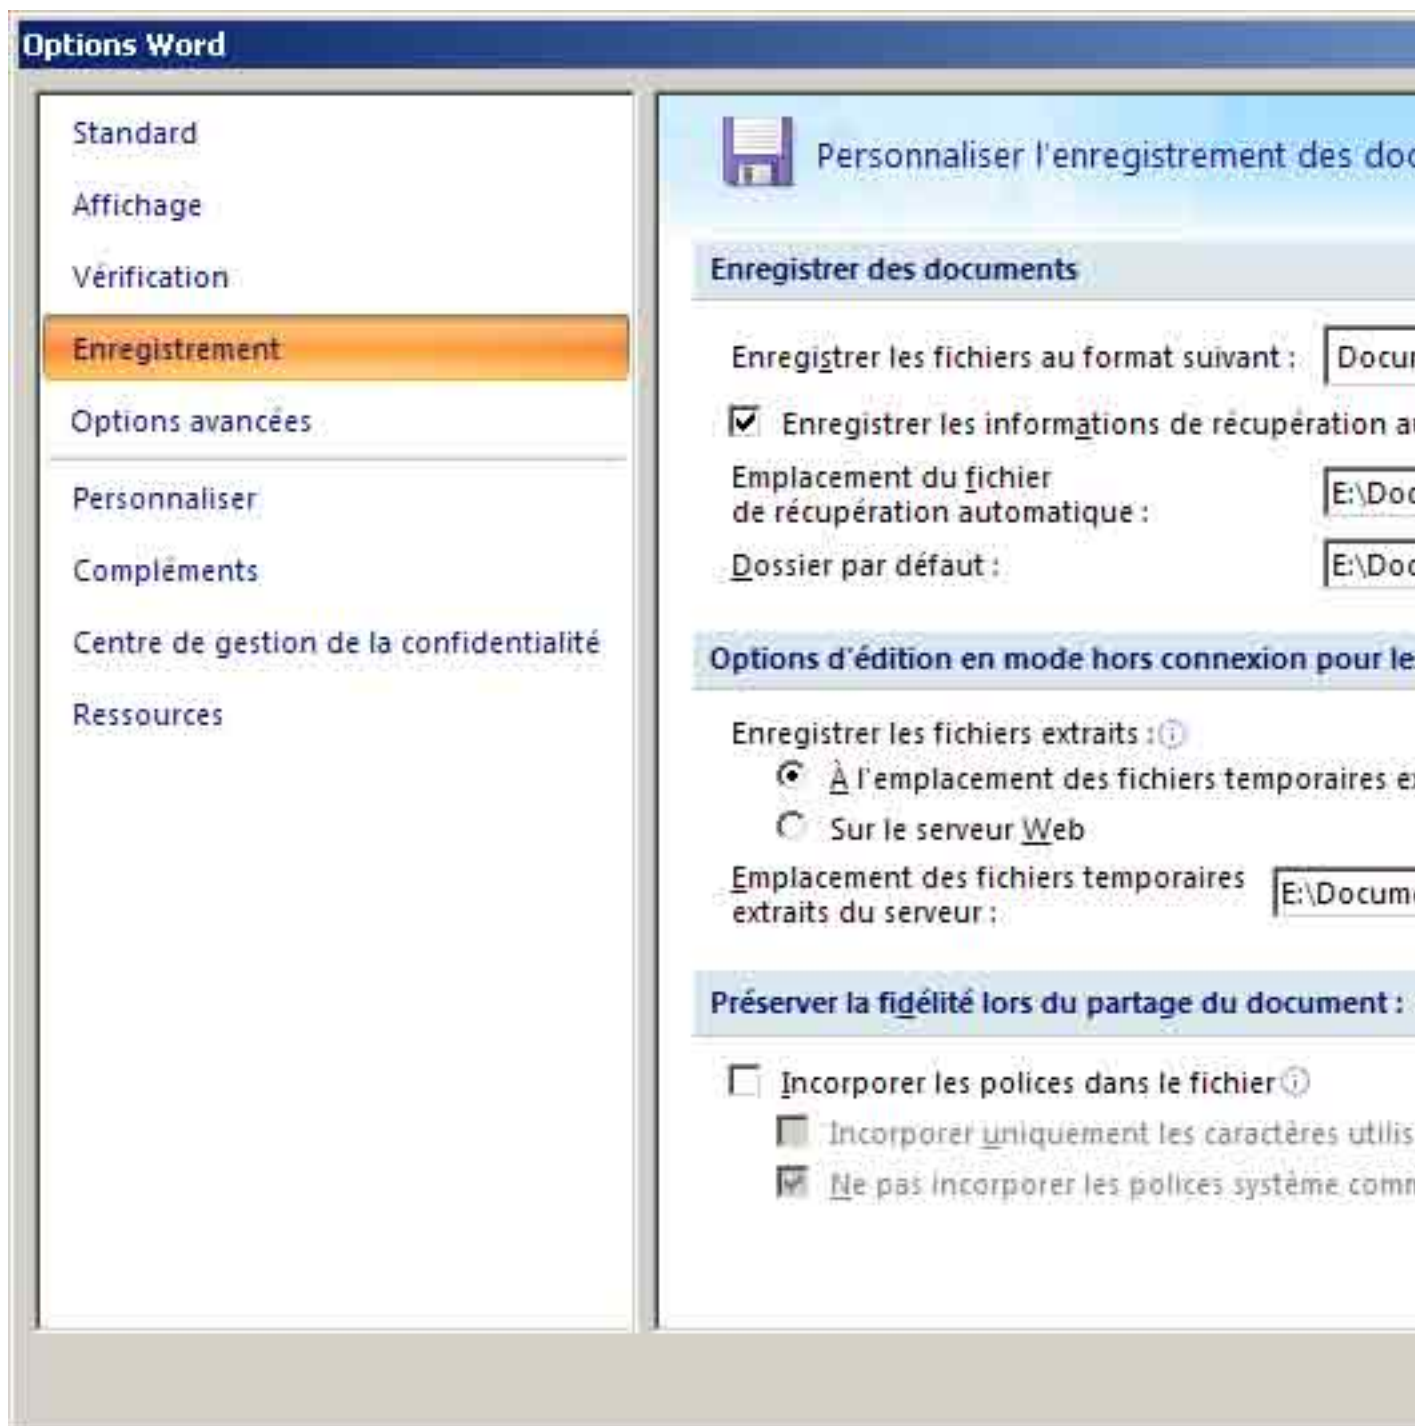 Options Word
Standard
Affichage
Vérification
Enregistrement
Options avancées
Personnaliser
Compléments
Centre de gestion de la confidentialité
Ressources
Personnaliser l'enregistrement des
Enregistrer des documents
Enregistrer les fichiers au format suivant :
Enregistrer les informations de récupération
Emplacement du fichier
de récupération automatique :
E:\Doc
Dossier par défaut :
E:\Doc
Options d'édition en mode hors connexion pour
Enregistrer les fichiers extraits :
À l'emplacement des fichiers temporaires
Sur le serveur Web
Emplacement des fichiers temporaires
extraits du serveur :
E:\Docum
Préserver la fidélité lors du partage du document :
Incorporer les polices dans le fichier
Incorporer uniquement les caractères utilis
Ne pas incorporer les polices système